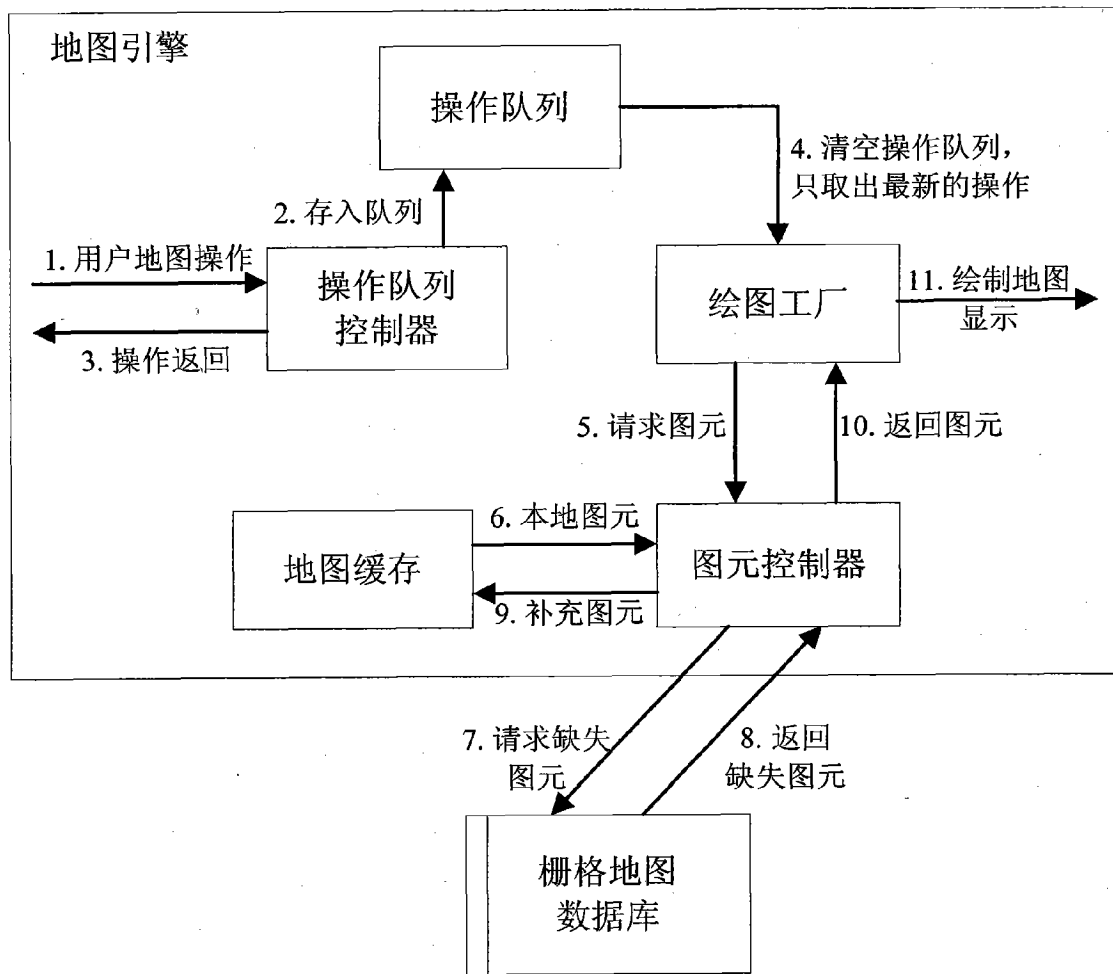 地图引擎
操作队列
4. 清空操作队列，
只取出最新的操作
2. 存入队列
1. 用户地图操作
操作队列
控制器
3. 操作返回
绘图工厂
11. 绘制地图
显示
5. 请求图元
10. 返回图元
6. 本地图元
地图缓存
图元控制器
9. 补充图元
7. 请求缺失
图元
8. 返回
缺失图元
栅格地图
数据库